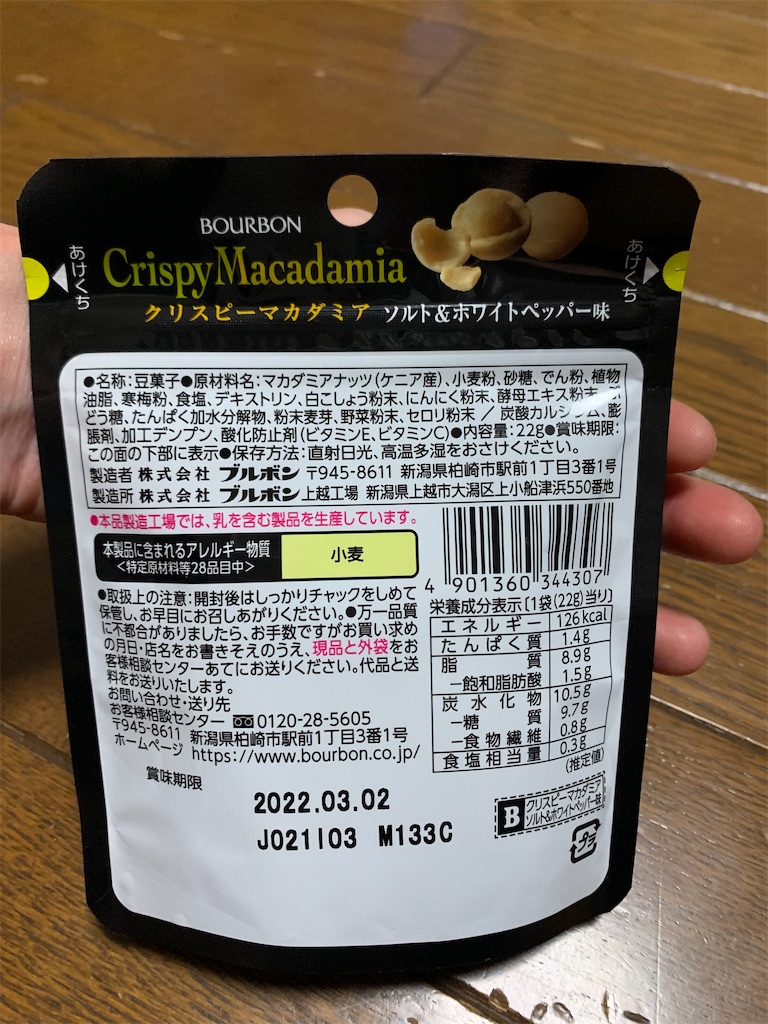 BOURBON
あけくち
あけくち
CrispyMacadamia
クリスピーマカダミア ソルト&ホワイトペッパー味
●名称:豆菓子●原材料名:マカダミアナッツ(ケニア産)、小麦粉、砂糖、でん粉、植物
油脂、寒梅粉、食塩、デキストリン、白こしょう粉末、にんにく粉末、酵母エキス粉末、ぶ
どう糖、たんぱく加水分解物、粉末麦芽、野菜粉末、セロリ粉末/炭酸カルシウム、膨
脹剤、加工デンプン、酸化防止剤(ビタミンE、ビタミンC)●内容量:22g●賞味期限:
この面の下部に表示●保存方法:直射日光、高温多湿をおさけください。
製造者 株式会社 ブルボン 〒945-8611 新潟県柏崎市駅前1丁目3番1号
製造所 株式会社 ブルボン 上越工場 新潟県上越市大潟区上小船津浜550番地
●本品製造工場では、乳を含む製品を生産しています。
本製品に含まれるアレルギー物質
<特定原材料等28品目中>
小麦
4 901360 344307
●取扱上の注意:開封後はしっかりチャックをしめて
保管し、お早目にお召しあがりください。●万一品質
に不都合がありましたら、お手数ですがお買い求め
の月日・店名をお書きそえのうえ、現品と外袋をお
客様相談センターあてにお送りください。代品と送
料をお送りいたします。
お問い合わせ・送り先
お客様相談センター 0120-28-5605
〒945-8611 新潟県柏崎市駅前1丁目3番1号
ホームページ https://www.bourbon.co.jp/
栄養成分表示〔1袋(22g)当り〕
エネルギー 126kcal
たんぱく質 1.4g
脂質 8.9g
-飽和脂肪酸 1.5g
炭水化物 10.5g
-糖質 9.7g
-食物繊維 0.8g
食塩相当量 0.3g
(推定値)
賞味期限
2022.03.02
J021103 M133C
B クリスピーマカダミア
ソルト&ホワイトペッパー味
プラ